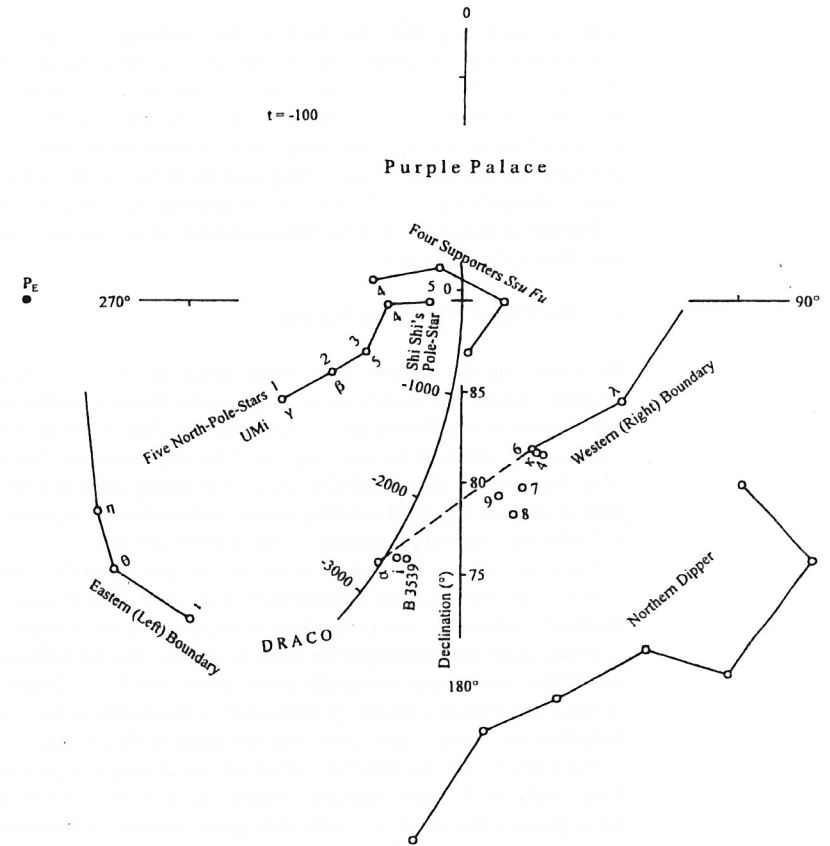 0
t = -100
Purple Palace
Four Supporters Ssu Fu
P_E
270°
90°
4
5
0
4
Shi Shi's
Pole-Star
3
5
2
β
1
γ
Five North-Pole-Stars
UMi
-1000
85
λ
Western (Right) Boundary
6
κ
4
-2000
80
7
9
8
η
-3000
α
i
B 3539
75
θ
Northern Dipper
ι
Eastern (Left) Boundary
DRACO
Declination (°)
180°